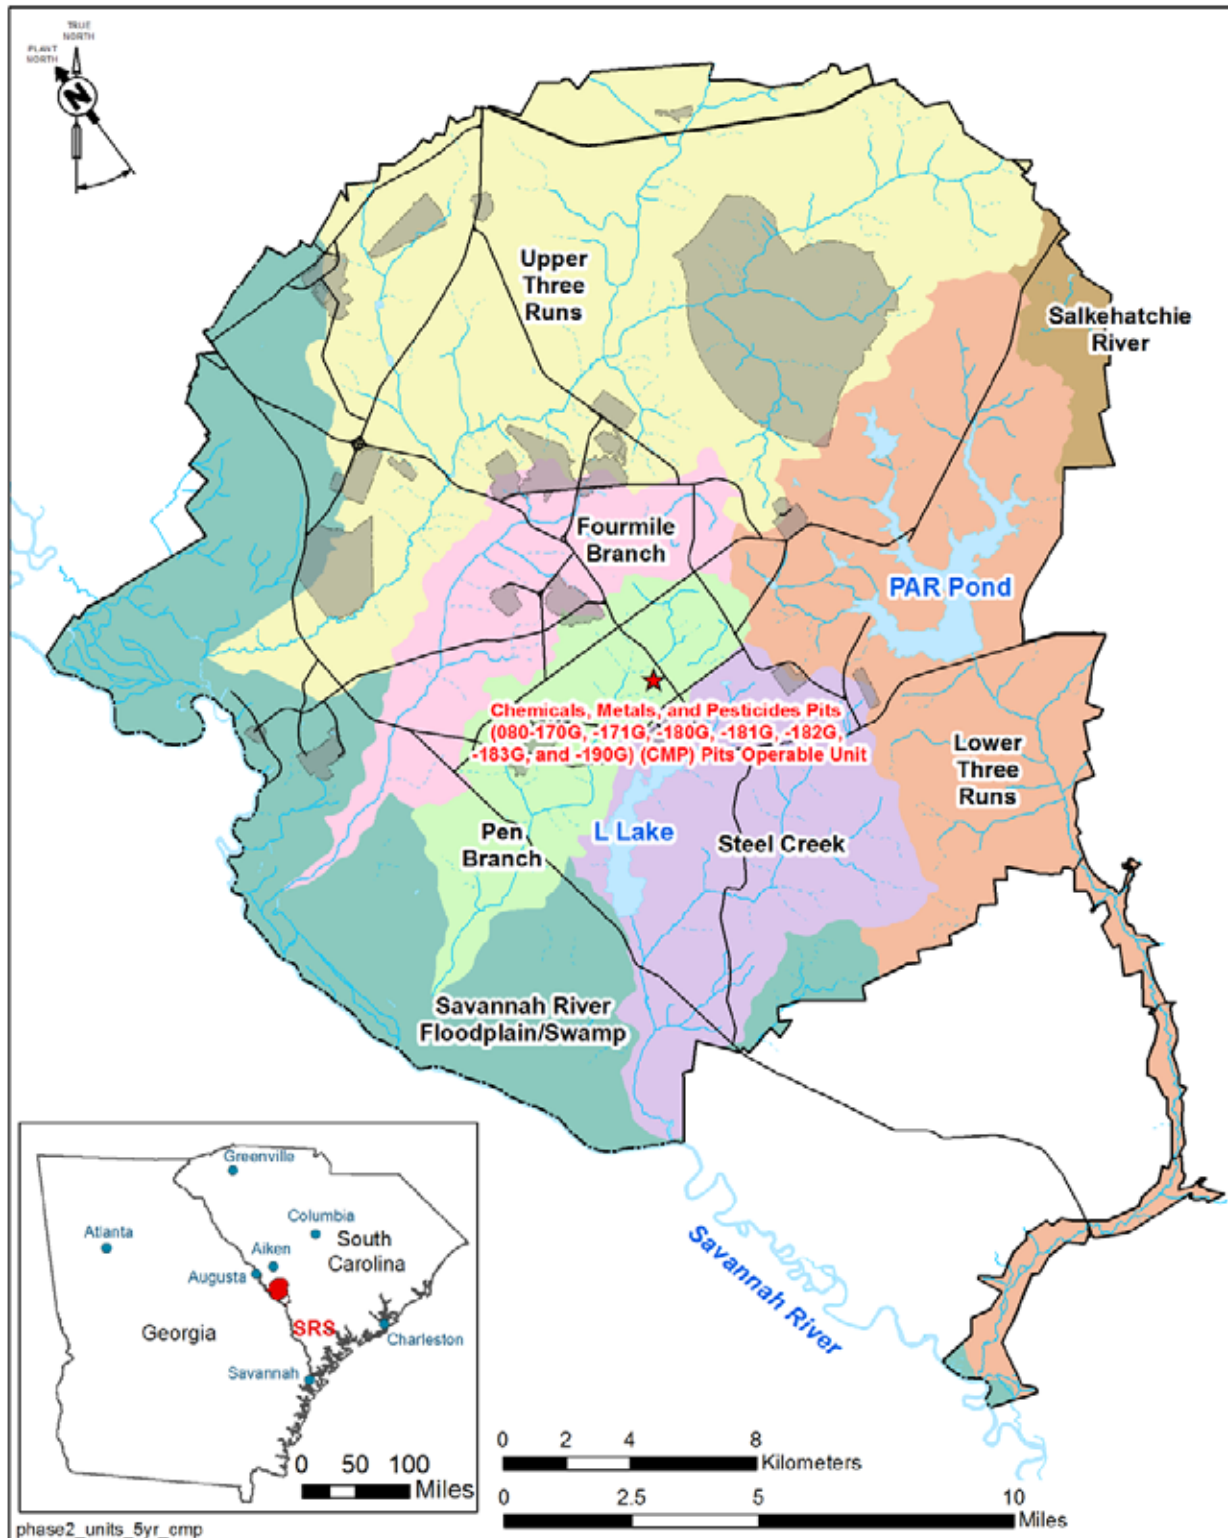 TRUE
NORTH
PLANT
NORTH
N
Upper
Three
Runs
Salkehatchie
River
Fourmile
Branch
PAR Pond
Chemicals, Metals, and Pesticides Pits
(080-170G, -171G, -180G, -181G, -182G,
-183G, and -190G) (CMP) Pits Operable Unit
Lower
Three
Runs
L Lake
Pen
Branch
Steel Creek
Savannah River
Floodplain/Swamp
Savannah River
Greenville
Atlanta
Columbia
South
Carolina
Aiken
Augusta
Georgia
SRS
Charleston
Savannah
0 50 100
Miles
0 2 4 8
Kilometers
0 2.5 5 10
Miles
phase2_units_5yr_cmp